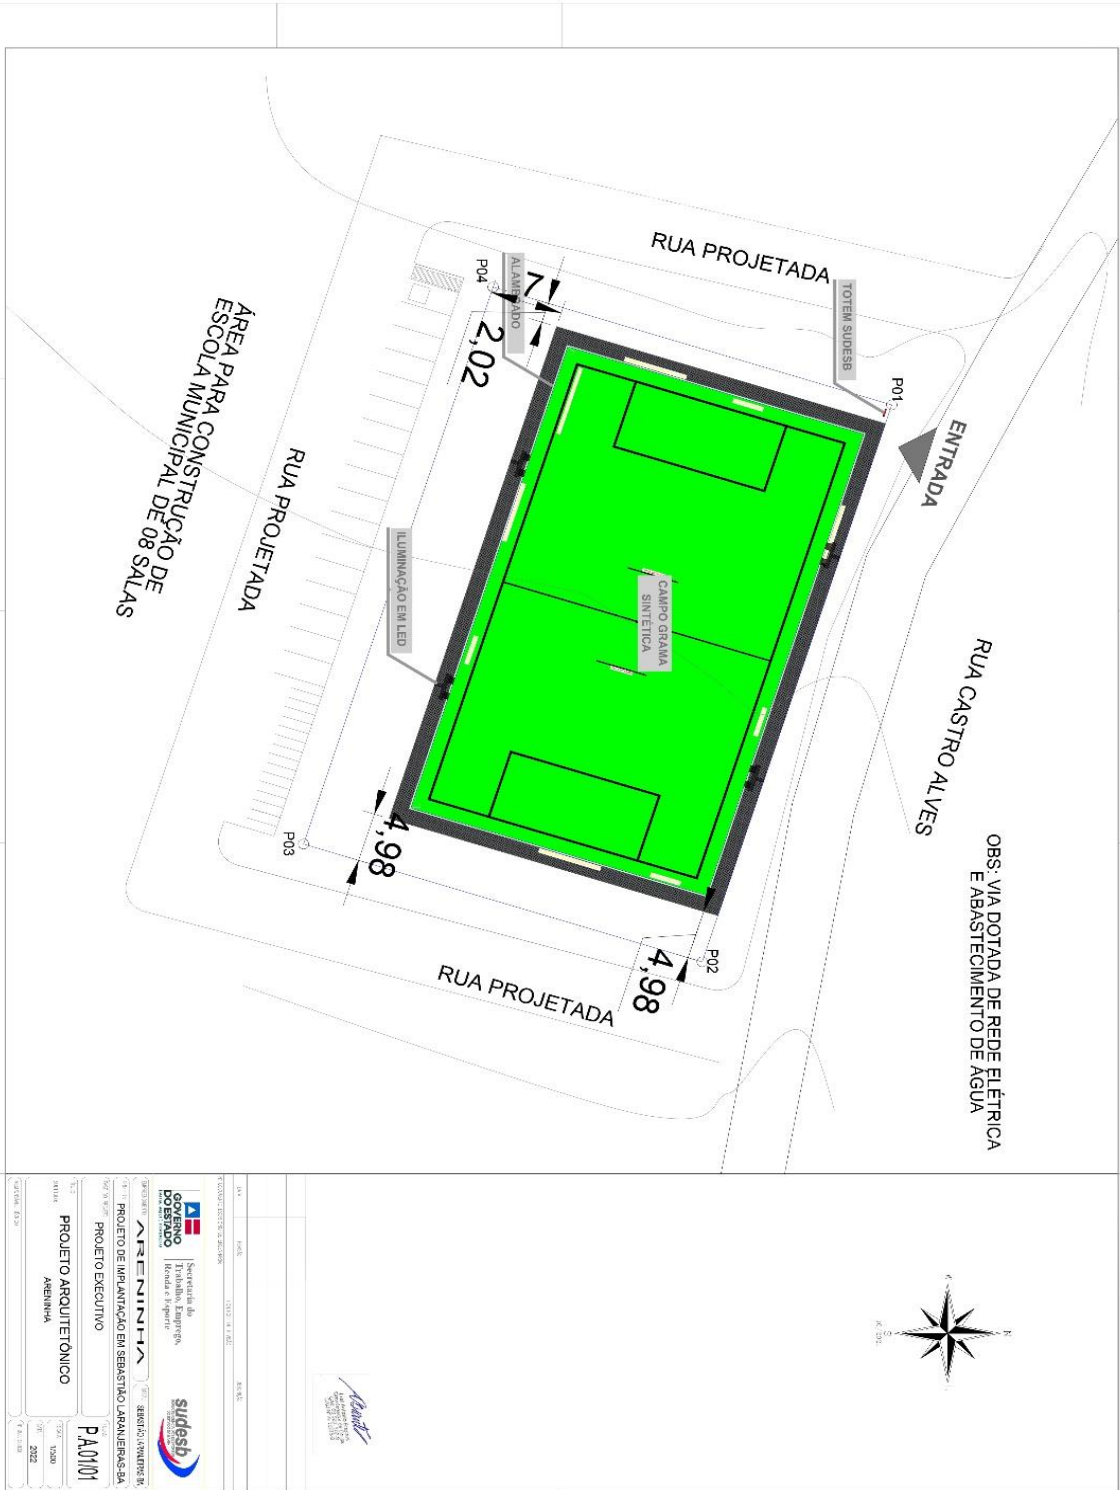 OBS: VIA DOTADA DE REDE ELÉTRICA
E ABASTECIMENTO DE ÁGUA
RUA CASTRO ALVES
ENTRADA
P01
TOTEM SUDESB
RUA PROJETADA
ALAMBRADO
P04
7
2,02
CAMPO GRAMA
SINTÉTICA
ILUMINAÇÃO EM LED
RUA PROJETADA
ÁREA PARA CONSTRUÇÃO DE
ESCOLA MUNICIPAL DE 08 SALAS
P02
4,98
4,98
P03
RUA PROJETADA
GOVERNO
DO ESTADO
Secretaria do
Trabalho, Emprego,
Renda e Esporte
sudesb
ARENINHA
SEBASTIÃO LARANJEIRAS-BA
PROJETO DE IMPLANTAÇÃO EM SEBASTIÃO LARANJEIRAS-BA
PROJETO EXECUTIVO
P.A.01/01
PROJETO ARQUITETÔNICO
ARENINHA
2022